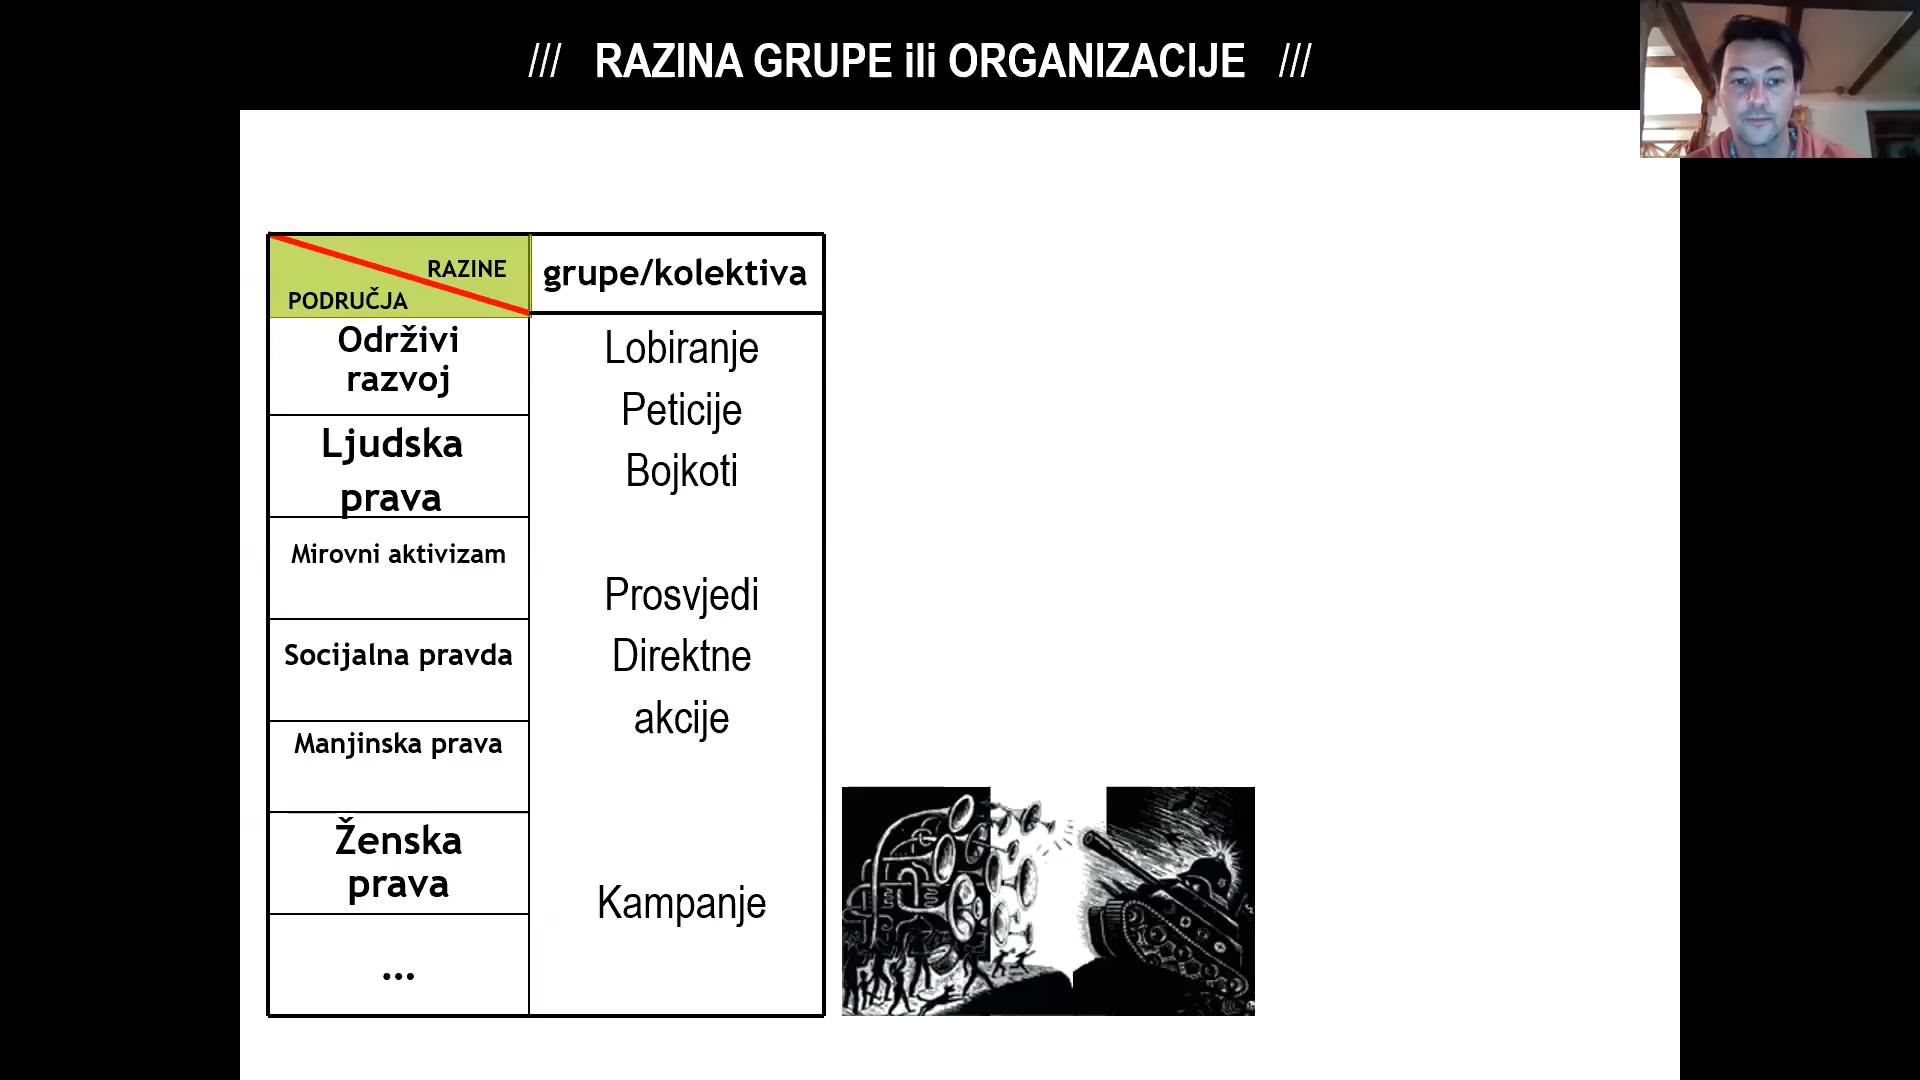 /// RAZINA GRUPE ili ORGANIZACIJE ///
RAZINE
PODRUČJA
grupe/kolektiva
Održivi
razvoj
Ljudska
prava
Mirovni aktivizam
Socijalna pravda
Manjinska prava
Ženska
prava
...
Lobiranje
Peticije
Bojkoti
Prosvjedi
Direktne
akcije
Kampanje